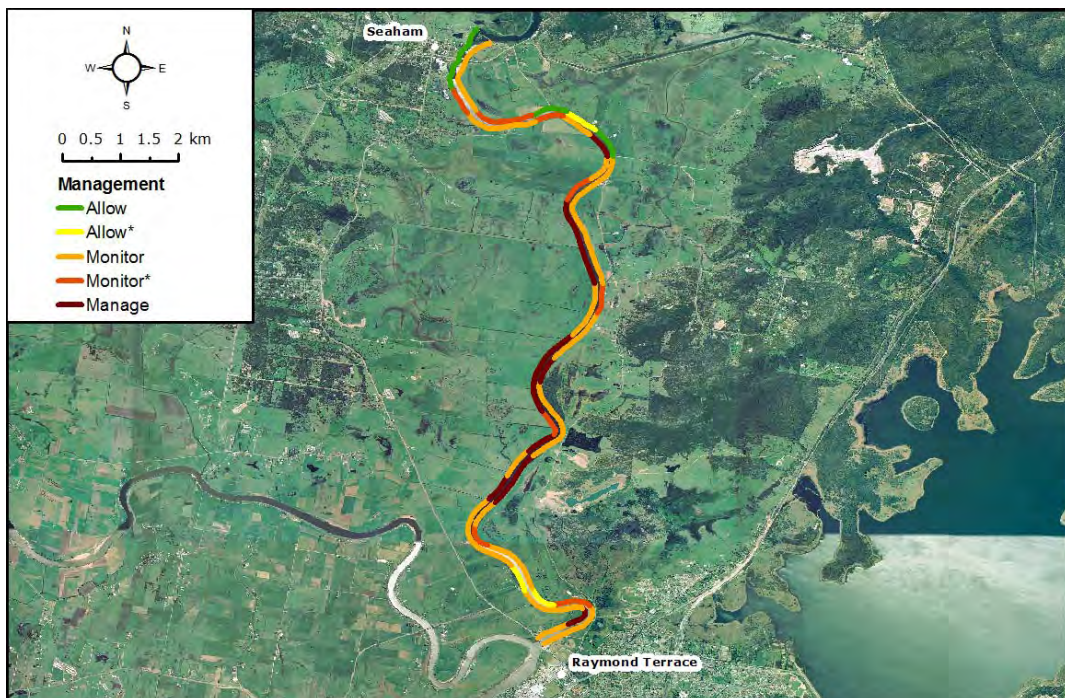 Seaham
N
W E
S
0 0.5 1 1.5 2 km
Management
Allow
Allow*
Monitor
Monitor*
Manage
Raymond Terrace